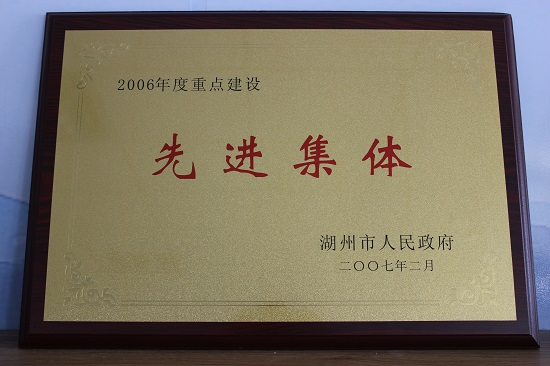 2006年度重点建设
先进集体
湖州市人民政府
二〇〇七年二月